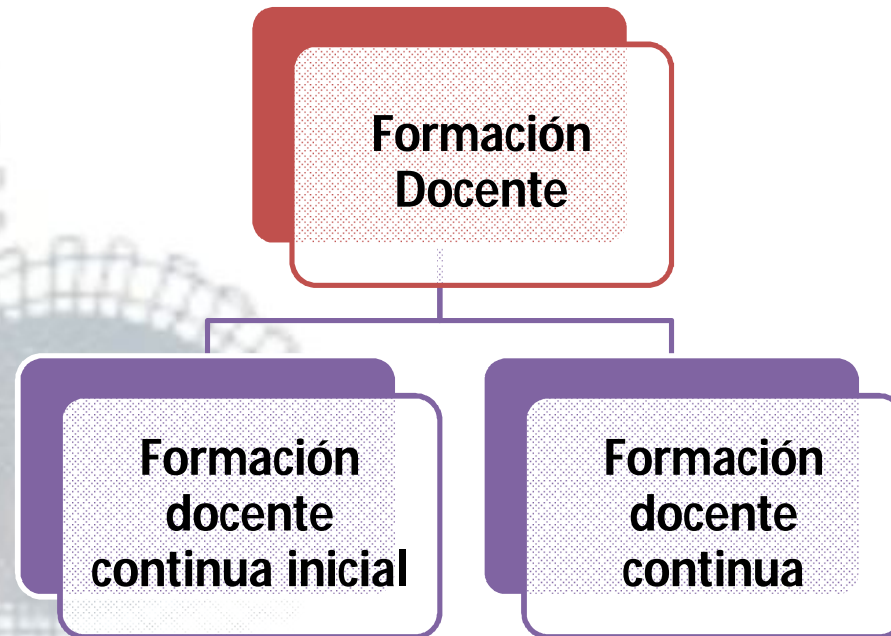 Formación
Docente
Formación
docente
continua inicial
Formación
docente
continua